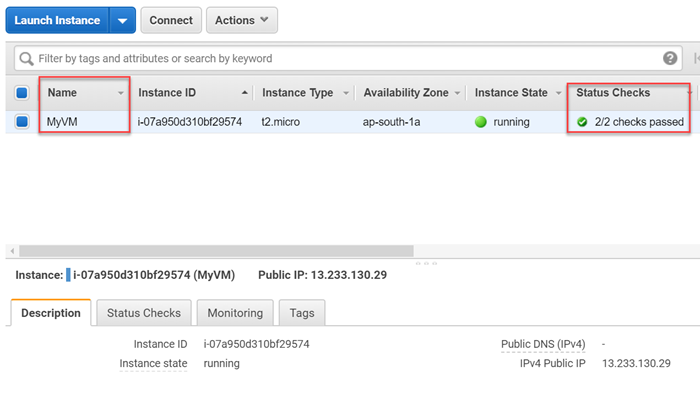 Launch Instance Connect Actions
Filter by tags and attributes or search by keyword
Name Instance ID Instance Type Availability Zone Instance State Status Checks
MyVM i-07a950d310bf29574 t2.micro ap-south-1a running 2/2 checks passed
Instance: i-07a950d310bf29574 (MyVM) Public IP: 13.233.130.29
Description Status Checks Monitoring Tags
Instance ID i-07a950d310bf29574 Public DNS (IPv4) -
Instance state running IPv4 Public IP 13.233.130.29